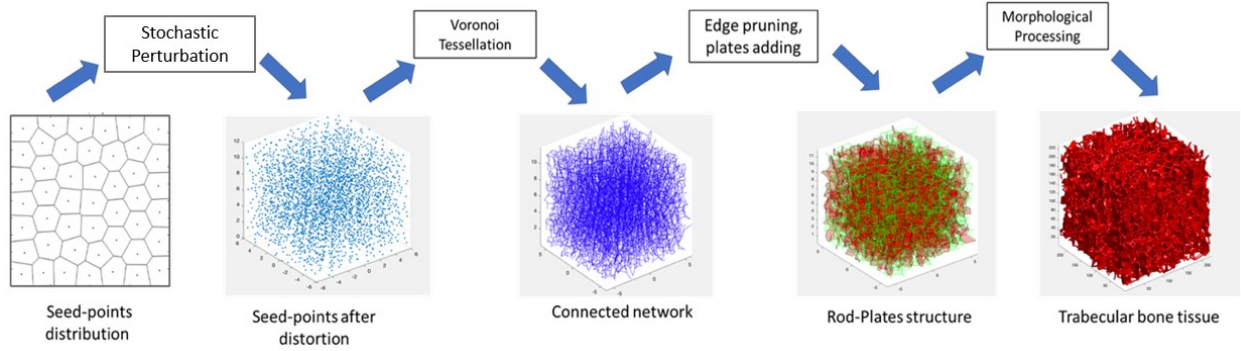 Stochastic
Perturbation
Voronoi
Tessellation
Edge pruning,
plates adding
Morphological
Processing
Seed-points
distribution
Seed-points after
distortion
Connected network
Rod-Plates structure
Trabecular bone tissue